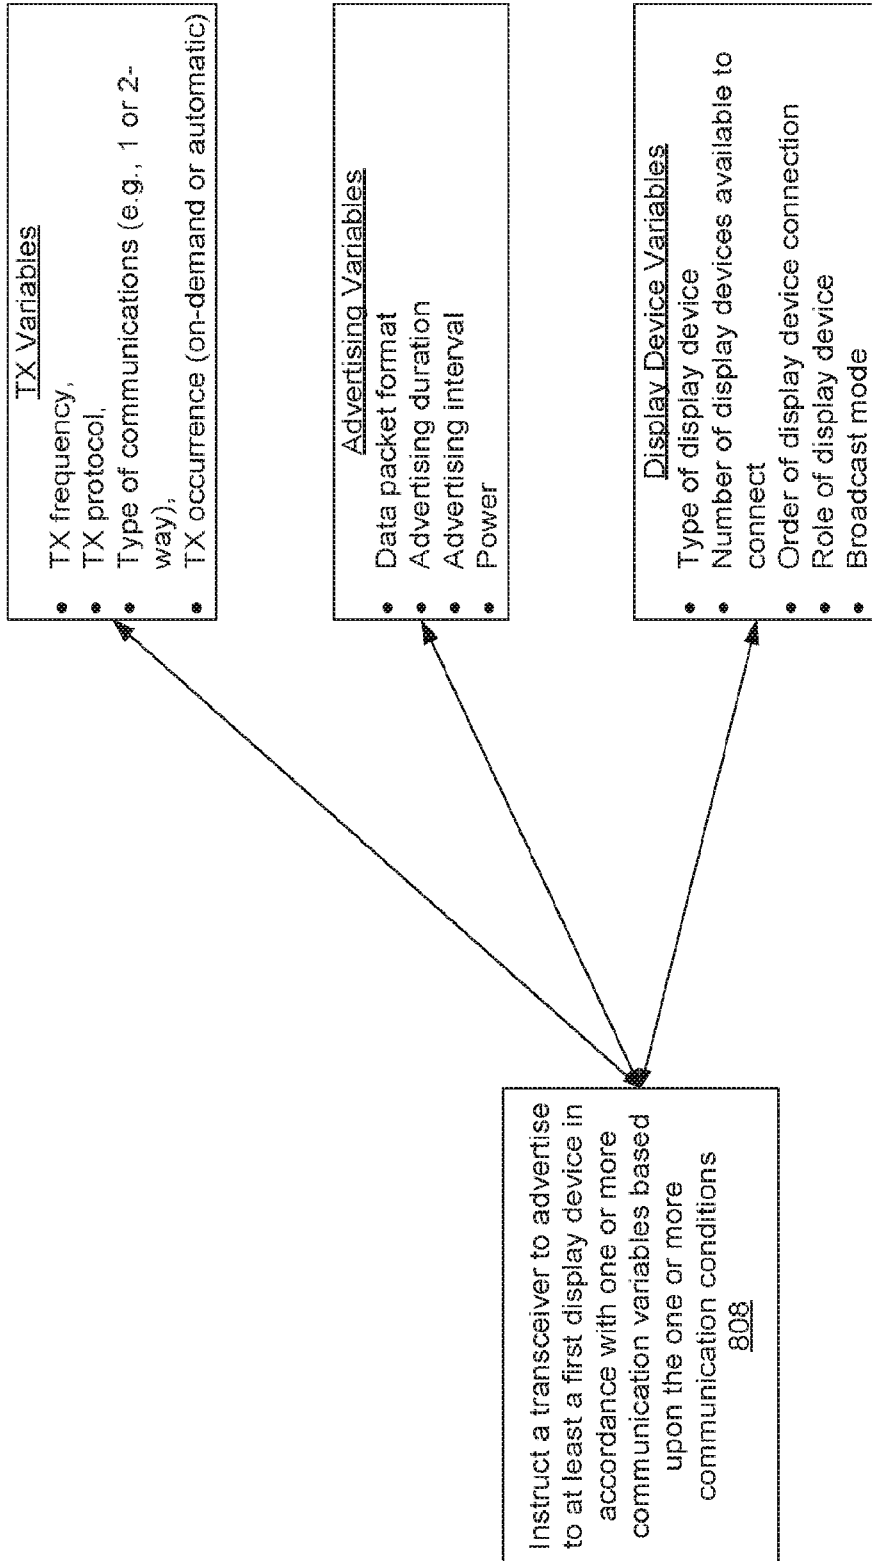 Instruct a transceiver to advertise
to at least a first display device in
accordance with one or more
communication variables based
upon the one or more
communication conditions
808
TX Variables
• TX frequency,
• TX protocol,
• Type of communications (e.g., 1 or 2-
way),
• TX occurrence (on-demand or automatic)
Advertising Variables
• Data packet format
• Advertising duration
• Advertising interval
• Power
Display Device Variables
• Type of display device
• Number of display devices available to
connect
• Order of display device connection
• Role of display device
• Broadcast mode